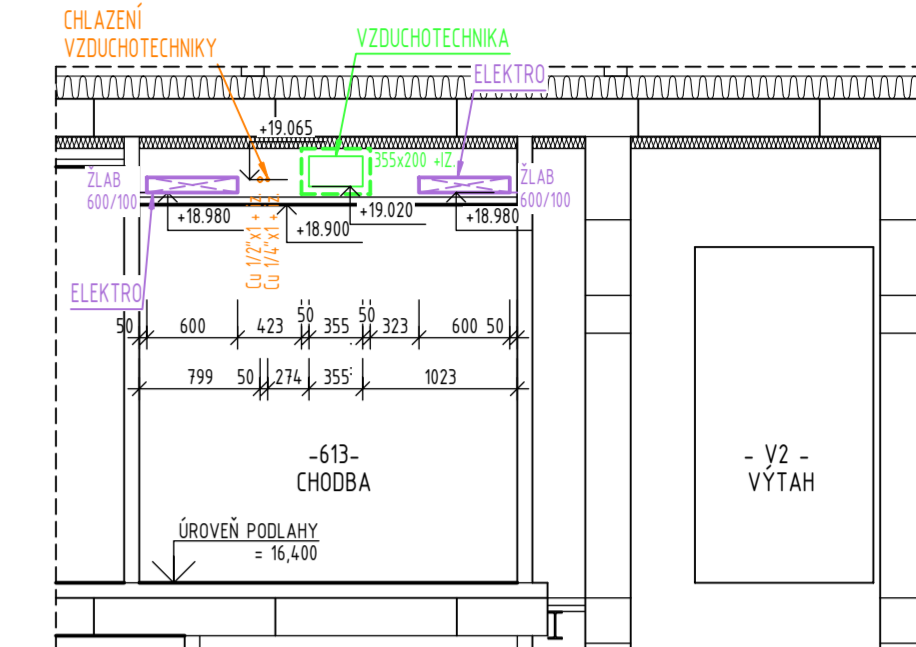 CHLAZENÍ
VZDUCHOTECHNIKY
VZDUCHOTECHNIKA
ELEKTRO
+19.065
355x200 +IZ.
ŽLAB
600/100
ŽLAB
600/100
+18.980
+18.900
+19.020
+18.980
Cu 1/2"x1 + IZ.
Cu 1/4"x1 + IZ.
ELEKTRO
50 600 423 50 355 50 323 600 50
799 50 274 355 1023
-613-
CHODBA
- V2 -
VÝTAH
ÚROVEŇ PODLAHY
= 16,400